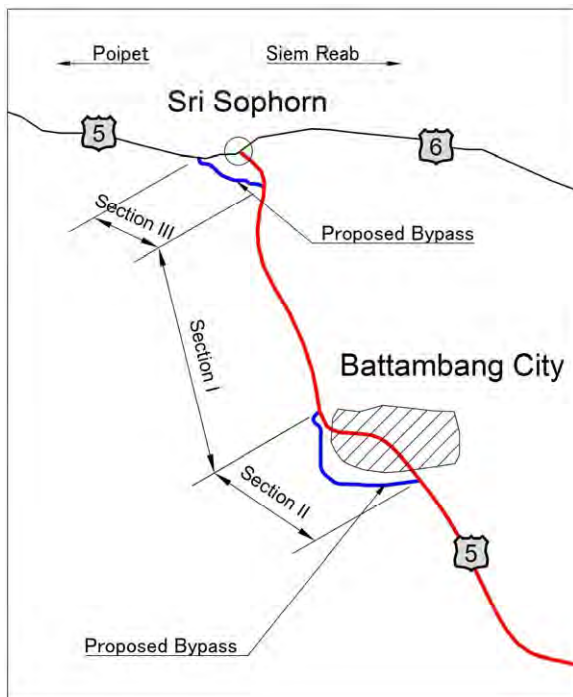 Poipet
Siem Reab
Sri Sophorn
5
6
Section III
Proposed Bypass
Section I
Battambang City
Section II
5
Proposed Bypass